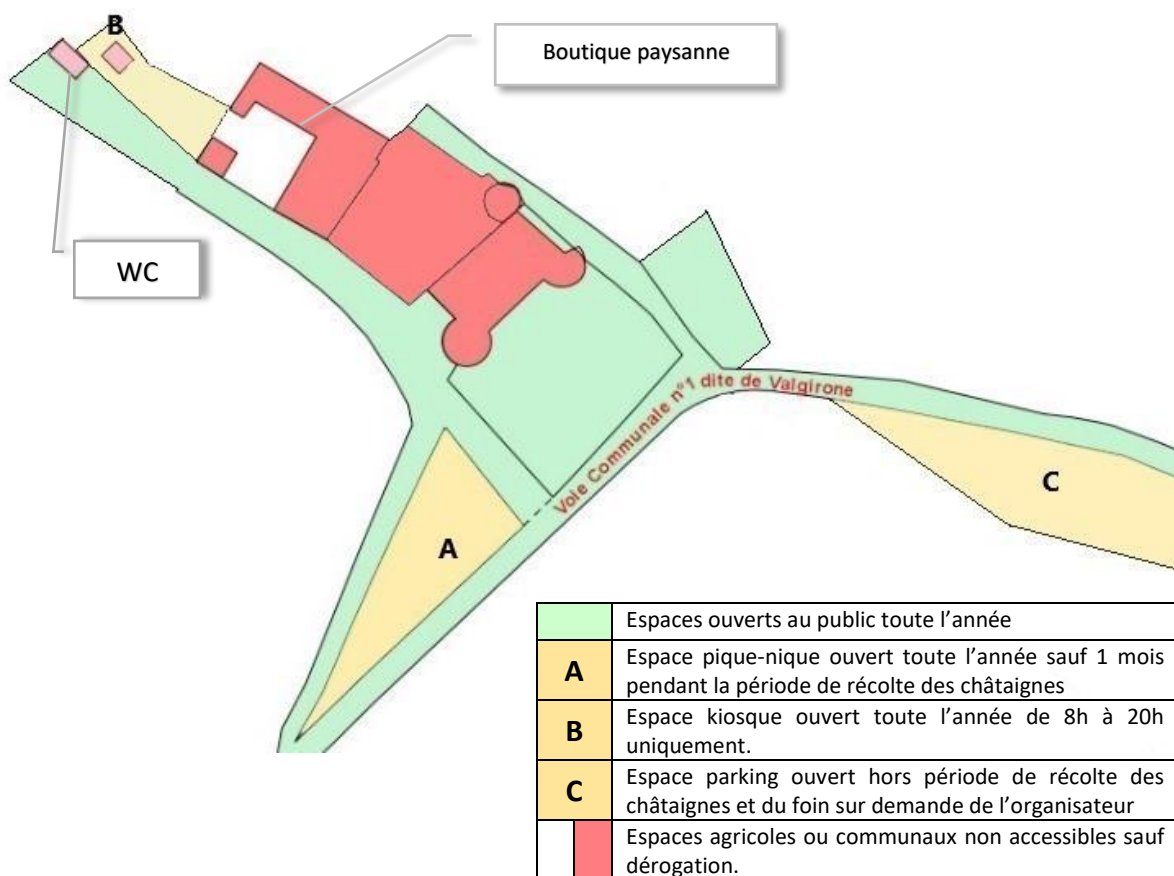 B
Boutique paysanne
WC
Voie Communale n°1 dite de Valgirone
C
A
Espaces ouverts au public toute l’année
A
Espace pique-nique ouvert toute l’année sauf 1 mois
pendant la période de récolte des châtaignes
B
Espace kiosque ouvert toute l’année de 8h à 20h
uniquement.
C
Espace parking ouvert hors période de récolte des
châtaignes et du foin sur demande de l’organisateur
Espaces agricoles ou communaux non accessibles sauf
dérogation.